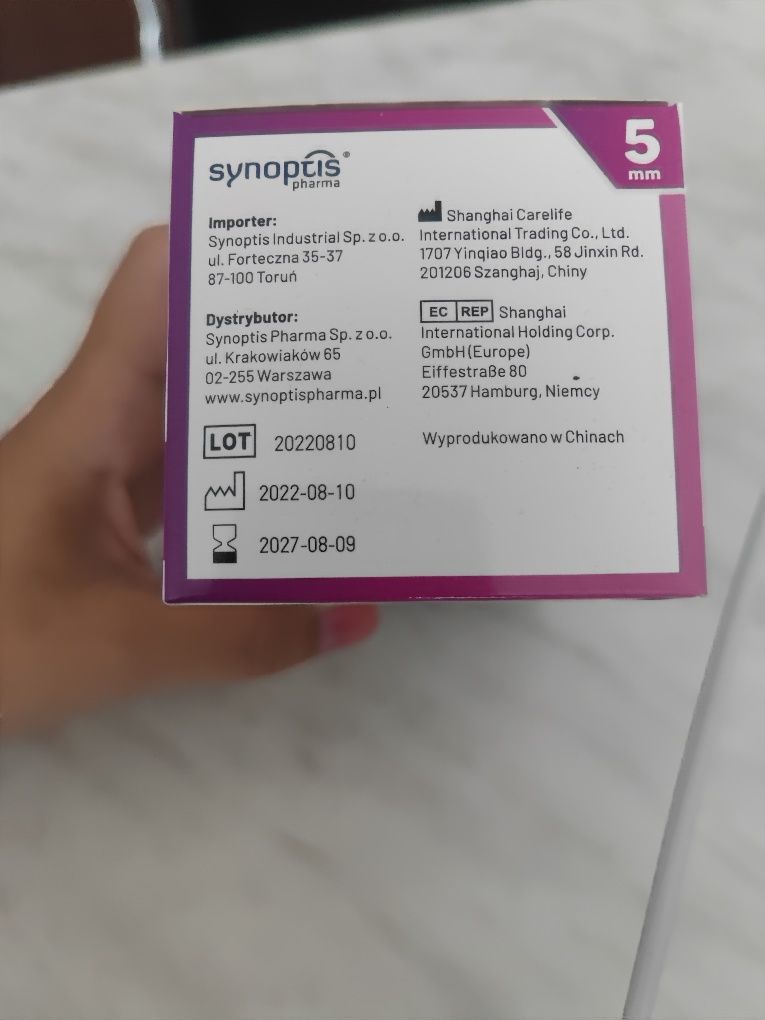 synoptis®
pharma
5
mm
Importer:
Synoptis Industrial Sp. z o.o.
ul. Forteczna 35-37
87-100 Toruń
Dystrybutor:
Synoptis Pharma Sp. z o.o.
ul. Krakowiaków 65
02-255 Warszawa
www.synoptispharma.pl
LOT 20220810
2022-08-10
2027-08-09
Shanghai Carelife
International Trading Co., Ltd.
1707 Yinqiao Bldg., 58 Jinxin Rd.
201206 Szanghaj, Chiny
EC REP Shanghai
International Holding Corp.
GmbH (Europe)
Eiffestraße 80
20537 Hamburg, Niemcy
Wyprodukowano w Chinach